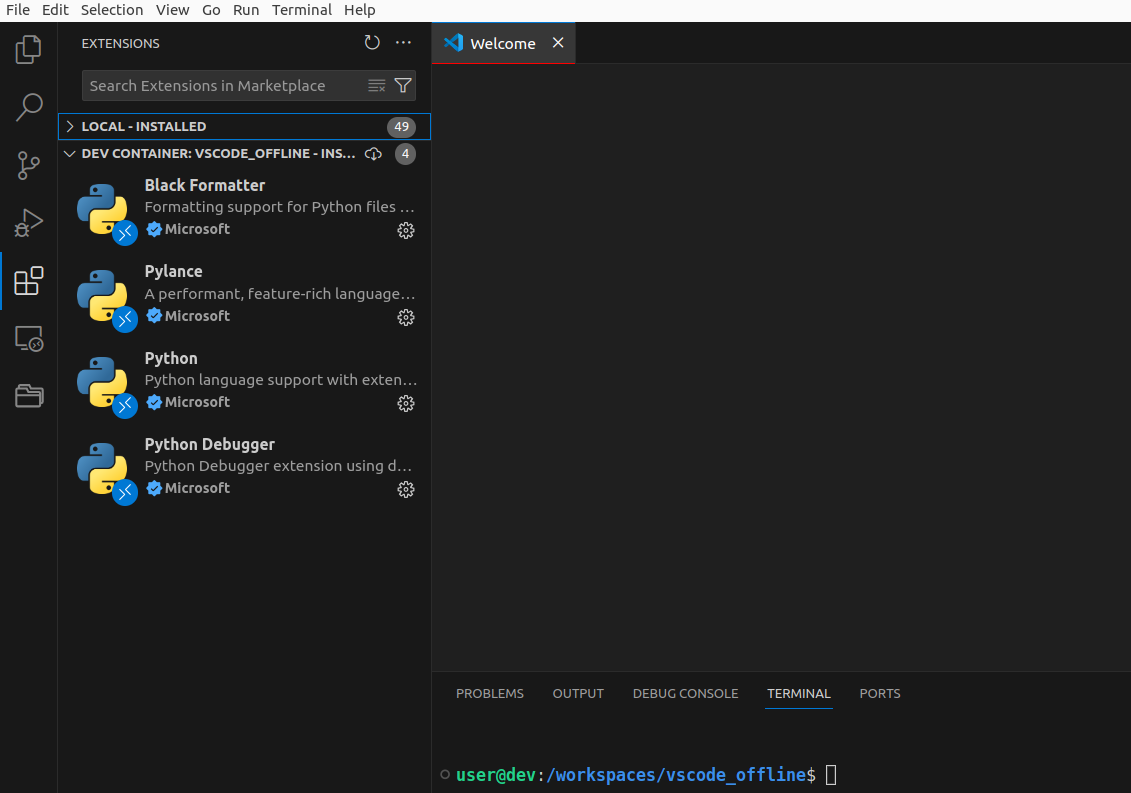 File Edit Selection View Go Run Terminal Help
EXTENSIONS
Welcome
Search Extensions in Marketplace
LOCAL - INSTALLED 49
DEV CONTAINER: VSCODE_OFFLINE - INS... 4
Black Formatter
Formatting support for Python files ...
Microsoft
Pylance
A performant, feature-rich language...
Microsoft
Python
Python language support with exten...
Microsoft
Python Debugger
Python Debugger extension using d...
Microsoft
PROBLEMS OUTPUT DEBUG CONSOLE TERMINAL PORTS
user@dev:/workspaces/vscode_offline$